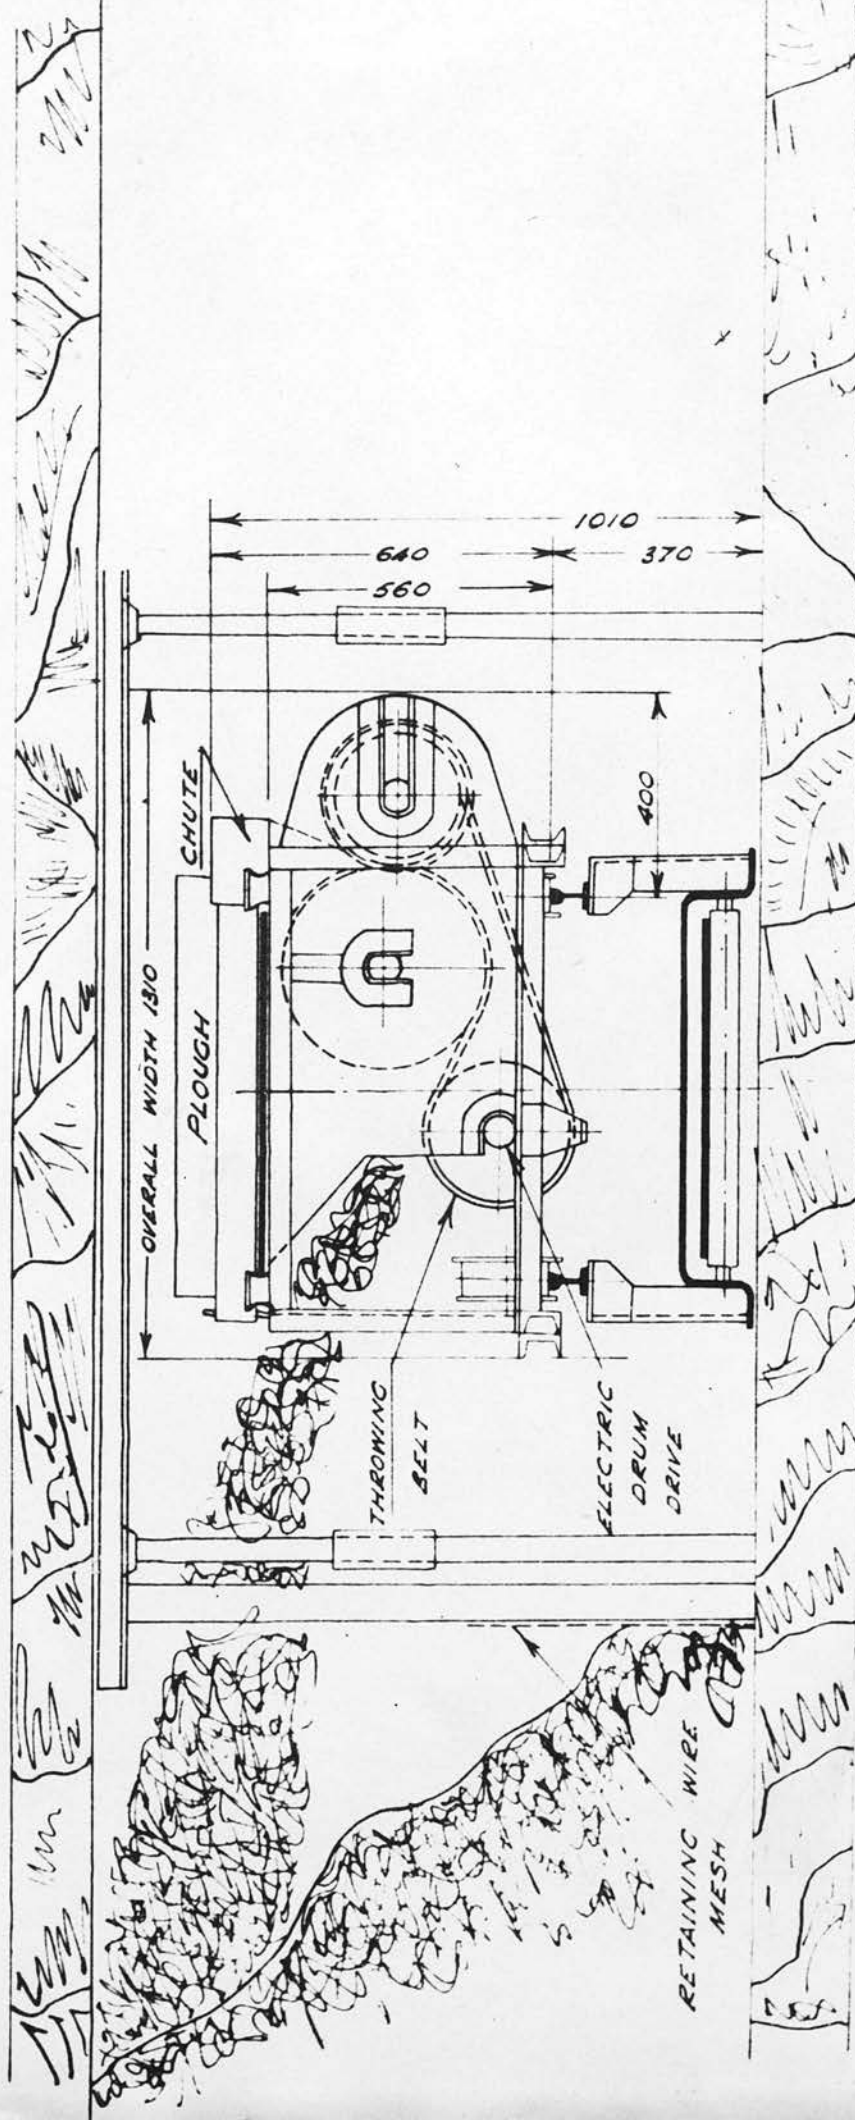 1010
640
370
560
CHUTE
400
OVERALL WIDTH 1310
PLOUGH
THROWING
BELT
ELECTRIC
DRUM
DRIVE
RETAINING WIRE
MESH